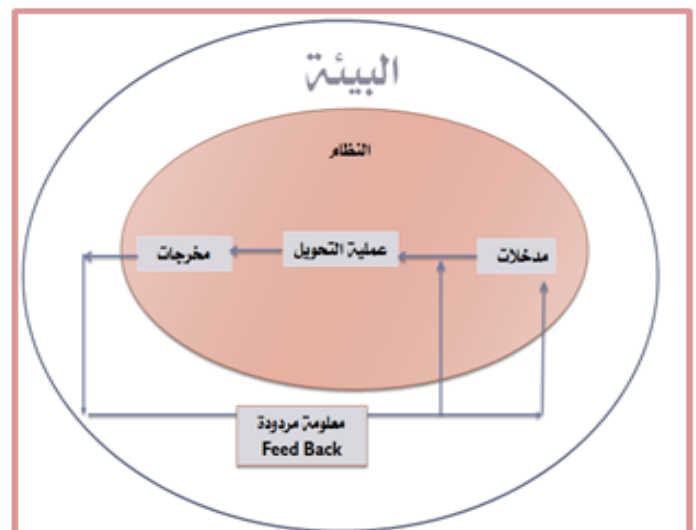 البيئة
النظام
مدخلات
عملية التحويل
مخرجات
معلومة مردودة
Feed Back